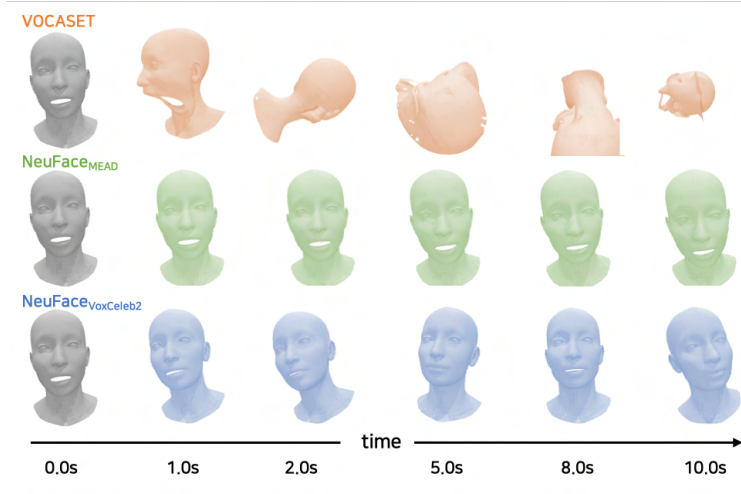 VOCASET
NeuFaceMEAD
NeuFaceVoxCeleb2
time
0.0s 1.0s 2.0s 5.0s 8.0s 10.0s